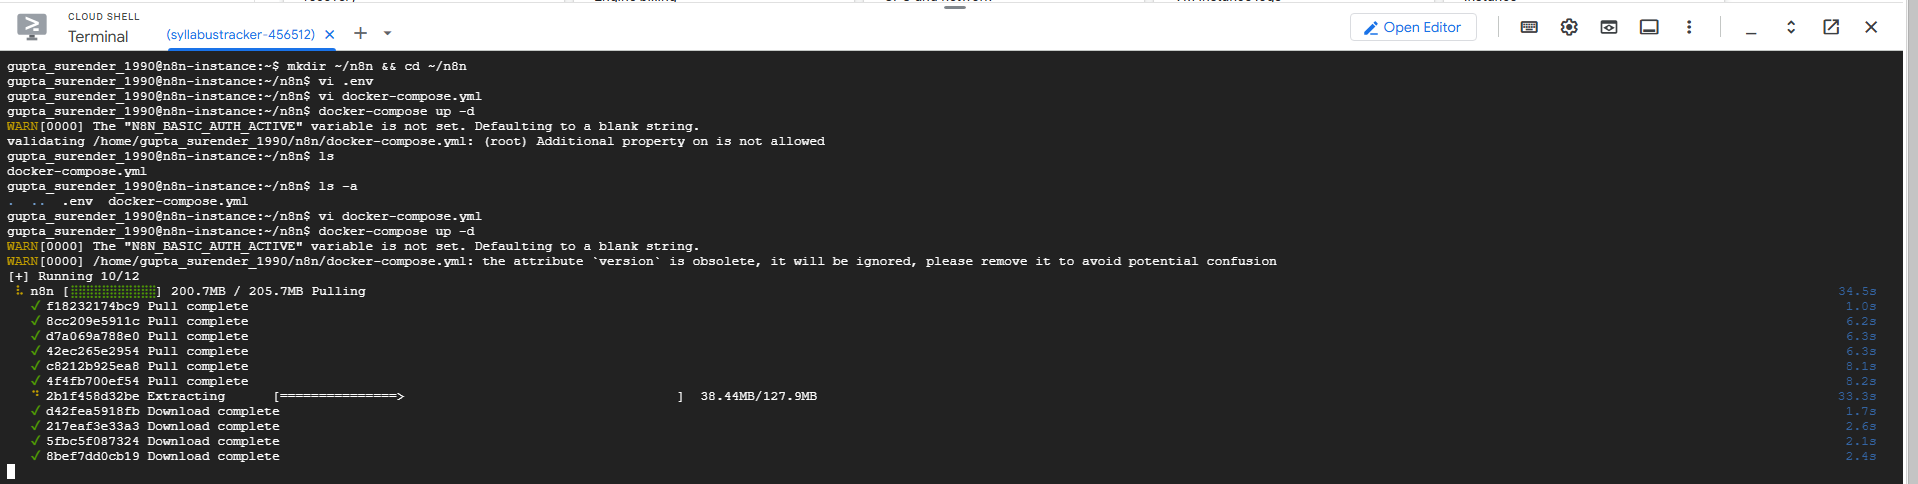 CLOUD SHELL
Terminal
(syllabustracker-456512)
Open Editor
gupta_surender_1990@n8n-instance:~$ mkdir ~/n8n && cd ~/n8n
gupta_surender_1990@n8n-instance:~/n8n$ vi .env
gupta_surender_1990@n8n-instance:~/n8n$ vi docker-compose.yml
gupta_surender_1990@n8n-instance:~/n8n$ docker-compose up -d
WARN[0000] The "N8N_BASIC_AUTH_ACTIVE" variable is not set. Defaulting to a blank string.
validating /home/gupta_surender_1990/n8n/docker-compose.yml: (root) Additional property on is not allowed
gupta_surender_1990@n8n-instance:~/n8n$ ls
docker-compose.yml
gupta_surender_1990@n8n-instance:~/n8n$ ls -a
.  ..  .env  docker-compose.yml
gupta_surender_1990@n8n-instance:~/n8n$ vi docker-compose.yml
gupta_surender_1990@n8n-instance:~/n8n$ docker-compose up -d
WARN[0000] The "N8N_BASIC_AUTH_ACTIVE" variable is not set. Defaulting to a blank string.
WARN[0000] /home/gupta_surender_1990/n8n/docker-compose.yml: the attribute `version` is obsolete, it will be ignored, please remove it to avoid potential confusion
[+] Running 10/12
n8n [⣿⣿⣿⣿⣿⣿⣿⣿⣿⣿⣿] 200.7MB / 205.7MB Pulling 34.5s
✓ f18232174bc9 Pull complete 1.0s
✓ 8cc209e5911c Pull complete 6.2s
✓ d7a069a788e0 Pull complete 6.3s
✓ 42ec265e2954 Pull complete 6.3s
✓ c8212b925ea8 Pull complete 8.1s
✓ 4f4fb700ef54 Pull complete 8.2s
2b1f458d32be Extracting [===============> ] 38.44MB/127.9MB 33.3s
✓ d42fea5918fb Download complete 1.7s
✓ 217eaf3e33a3 Download complete 2.6s
✓ 5fbc5f087324 Download complete 2.1s
✓ 8bef7dd0cb19 Download complete 2.4s